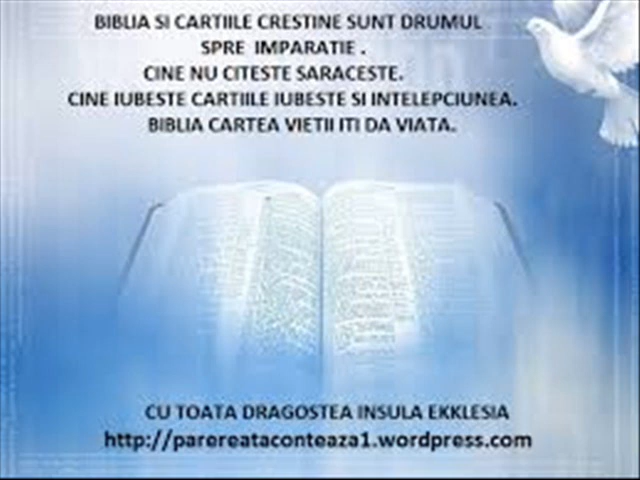 BIBLIA SI CARTIILE CRESTINE SUNT DRUMUL
SPRE IMPARATIE .
CINE NU CITESTE SARACESTE.
CINE IUBESTE CARTIILE IUBESTE SI INTELEPCIUNEA.
BIBLIA CARTEA VIETII ITI DA VIATA.
CU TOATA DRAGOSTEA INSULA EKKLESIA
http://parereataconteaza1.wordpress.com